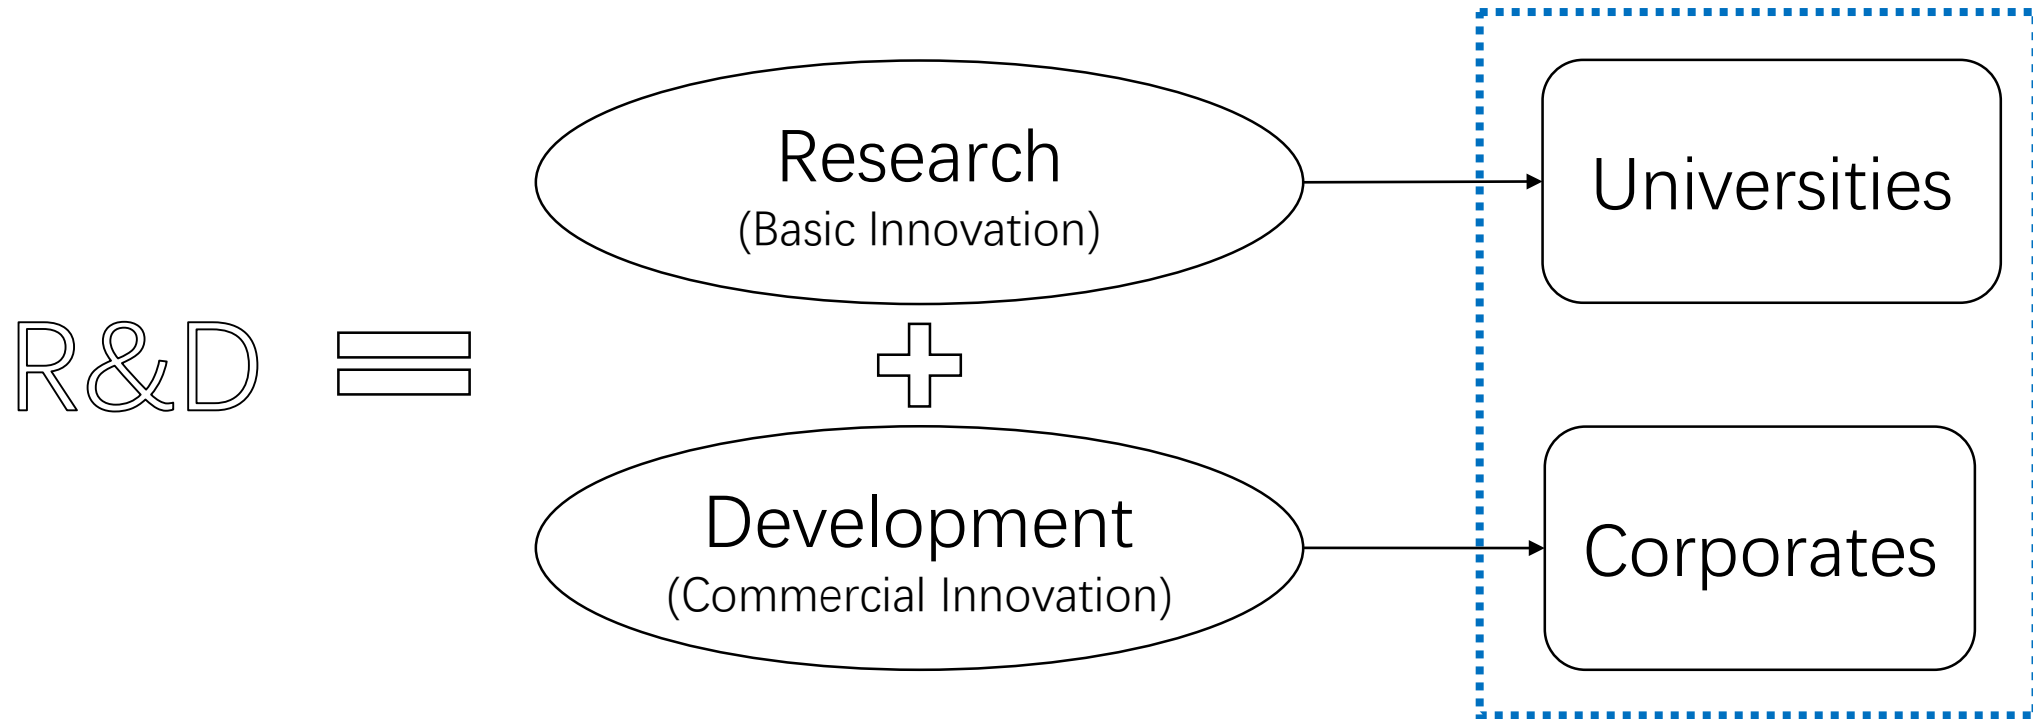 R&D
Research
(Basic Innovation)
Development
(Commercial Innovation)
Universities
Corporates